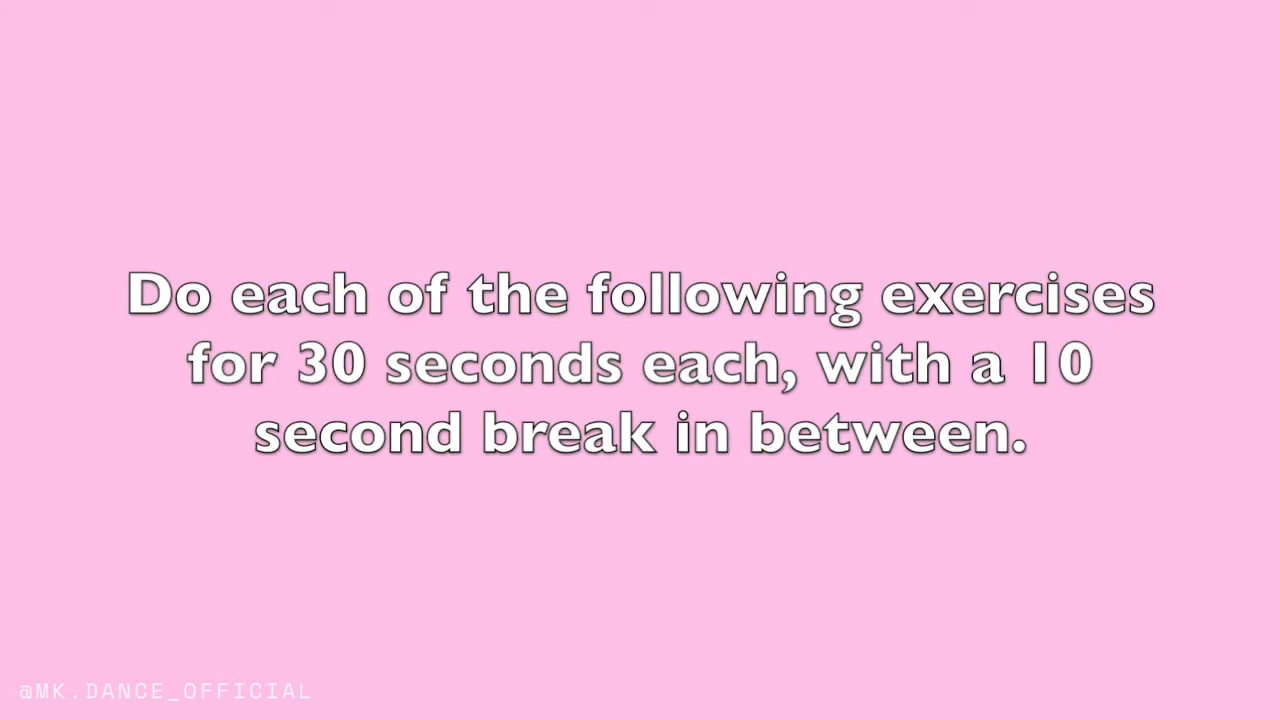 Do each of the following exercises
for 30 seconds each, with a 10
second break in between.
@MK.DANCE_OFFICIAL